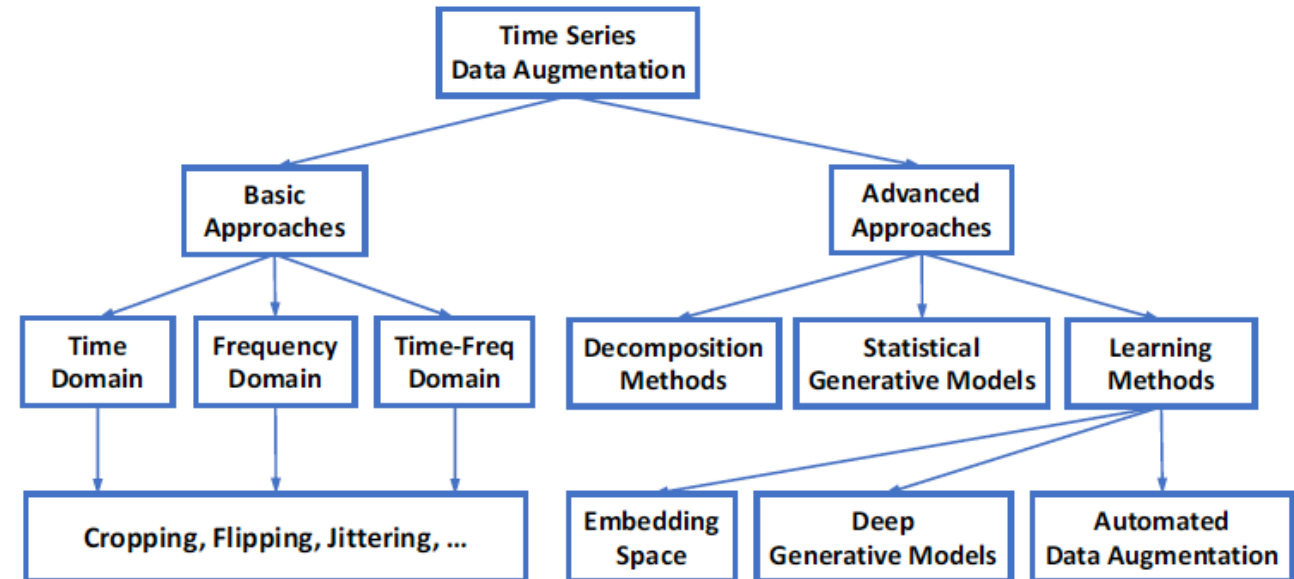 Time Series
Data Augmentation
Basic
Approaches
Advanced
Approaches
Time
Domain
Frequency
Domain
Time-Freq
Domain
Decomposition
Methods
Statistical
Generative Models
Learning
Methods
Cropping, Flipping, Jittering, ...
Embedding
Space
Deep
Generative Models
Automated
Data Augmentation